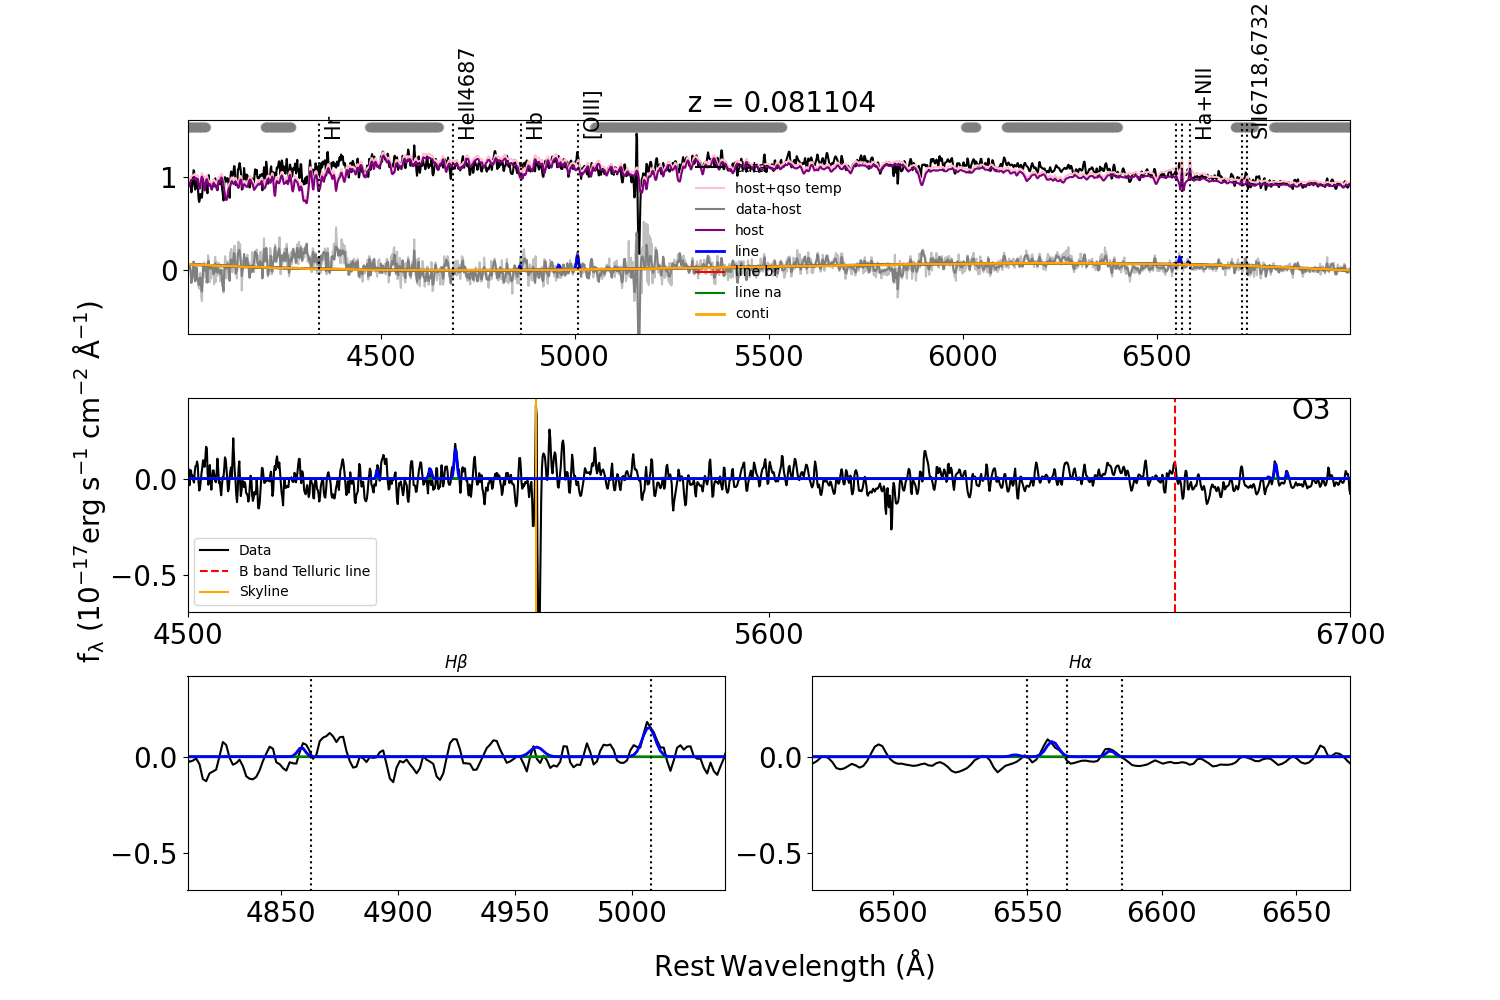 z = 0.081104
Hr
HeII4687
Hb
[OIII]
Ha+NII
SII6718,6732
data
host+qso temp
data-host
host
line
line br
line na
conti
1
0
4500 5000 5500 6000 6500
f_λ (10^−17 erg s^−1 cm^−2 Å^−1)
O3
0.0
−0.5
Data
B band Telluric line
Skyline
4500 5600 6700
Hβ
0.0
−0.5
4850 4900 4950 5000
Hα
0.0
−0.5
6500 6550 6600 6650
Rest Wavelength (Å)